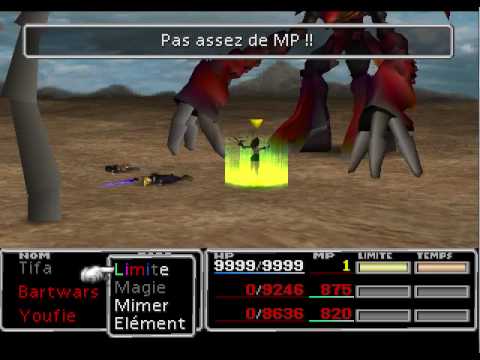 Pas assez de MP !!
NOM
HP MP LIMITE TEMPS
Tifa 9999/9999 1
Bartwars 0/9246 875
Youfie 0/8636 820
Limite
Magie
Mimer
Elément